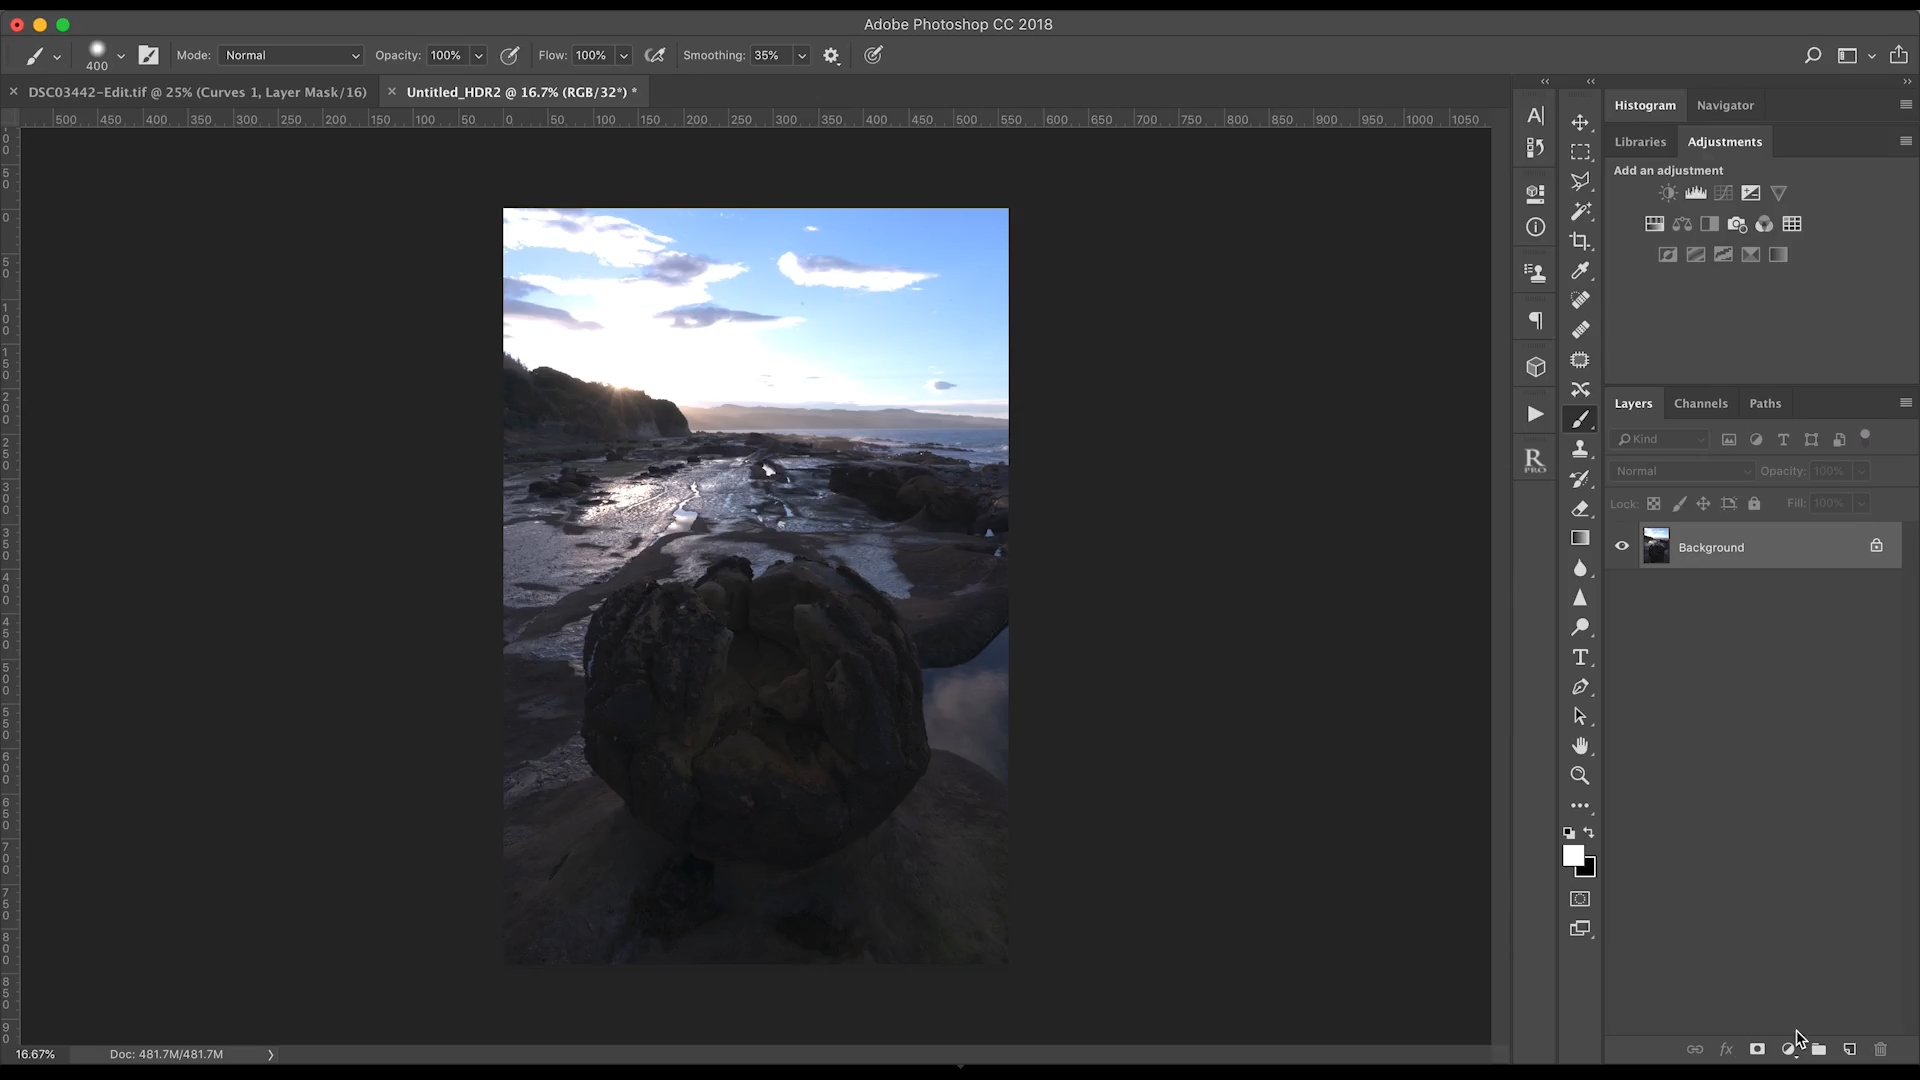 Adobe Photoshop CC 2018
400 Mode: Normal Opacity: 100% Flow: 100% Smoothing: 35%
DSC03442-Edit.tif @ 25% (Curves 1, Layer Mask/16) Untitled_HDR2 @ 16.7% (RGB/32*) *
500 450 400 350 300 250 200 150 100 50 0 50 100 150 200 250 300 350 400 450 500 550 600 650 700 750 800 850 900 950 1000 1050
Histogram Navigator
Libraries Adjustments
Add an adjustment
Layers Channels Paths
Kind
Normal Opacity: 100%
Lock: Fill: 100%
Background
R PRO
fx
16.67% Doc: 481.7M/481.7M